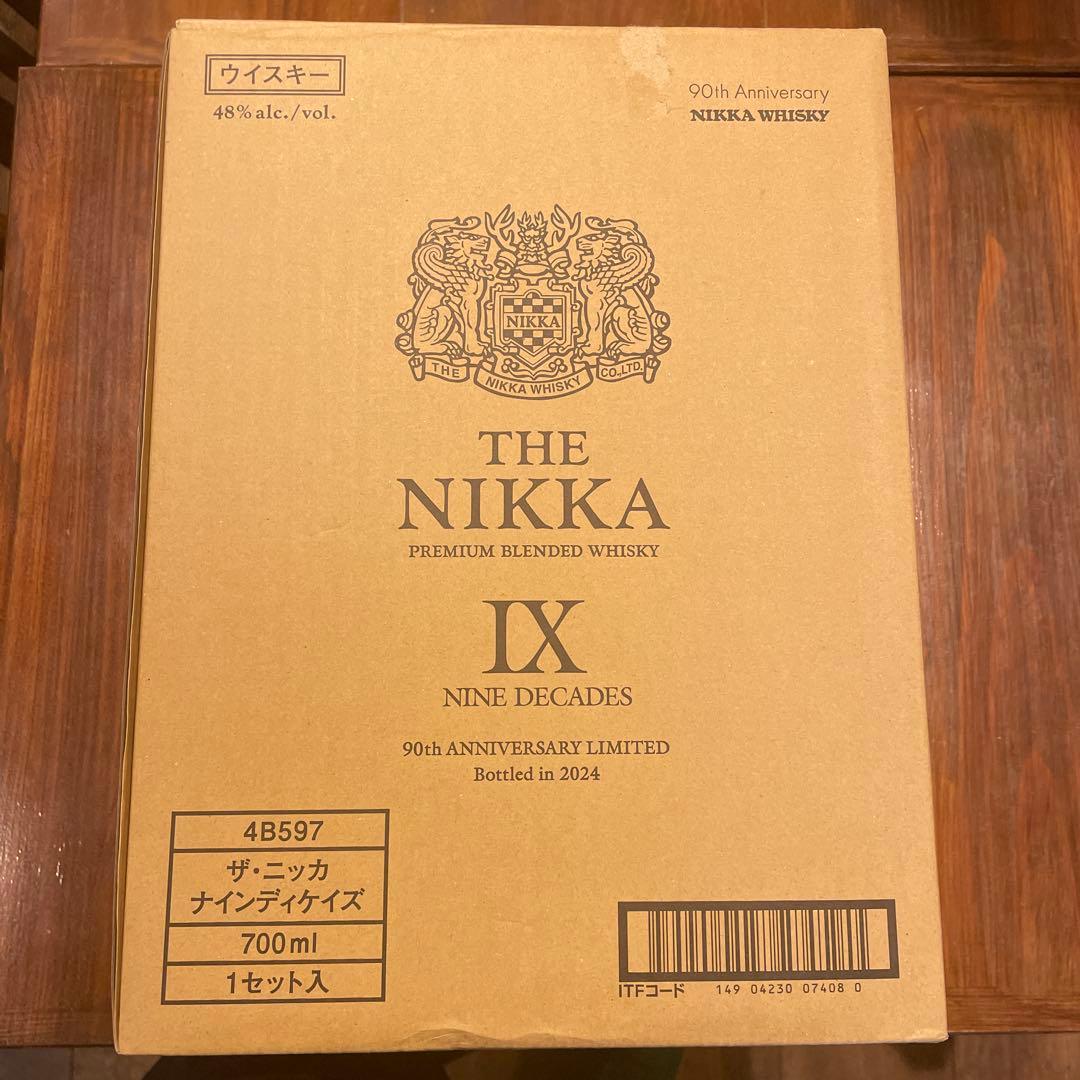 ウイスキー
48% alc./vol.
90th Anniversary
NIKKA WHISKY
NIKKA
THE NIKKA WHISKY CO.,LTD.
THE
NIKKA
PREMIUM BLENDED WHISKY
IX
NINE DECADES
90th ANNIVERSARY LIMITED
Bottled in 2024
4B597
ザ・ニッカ
ナインディケイズ
700ml
1セット入
ITFコード 149 04230 07408 0